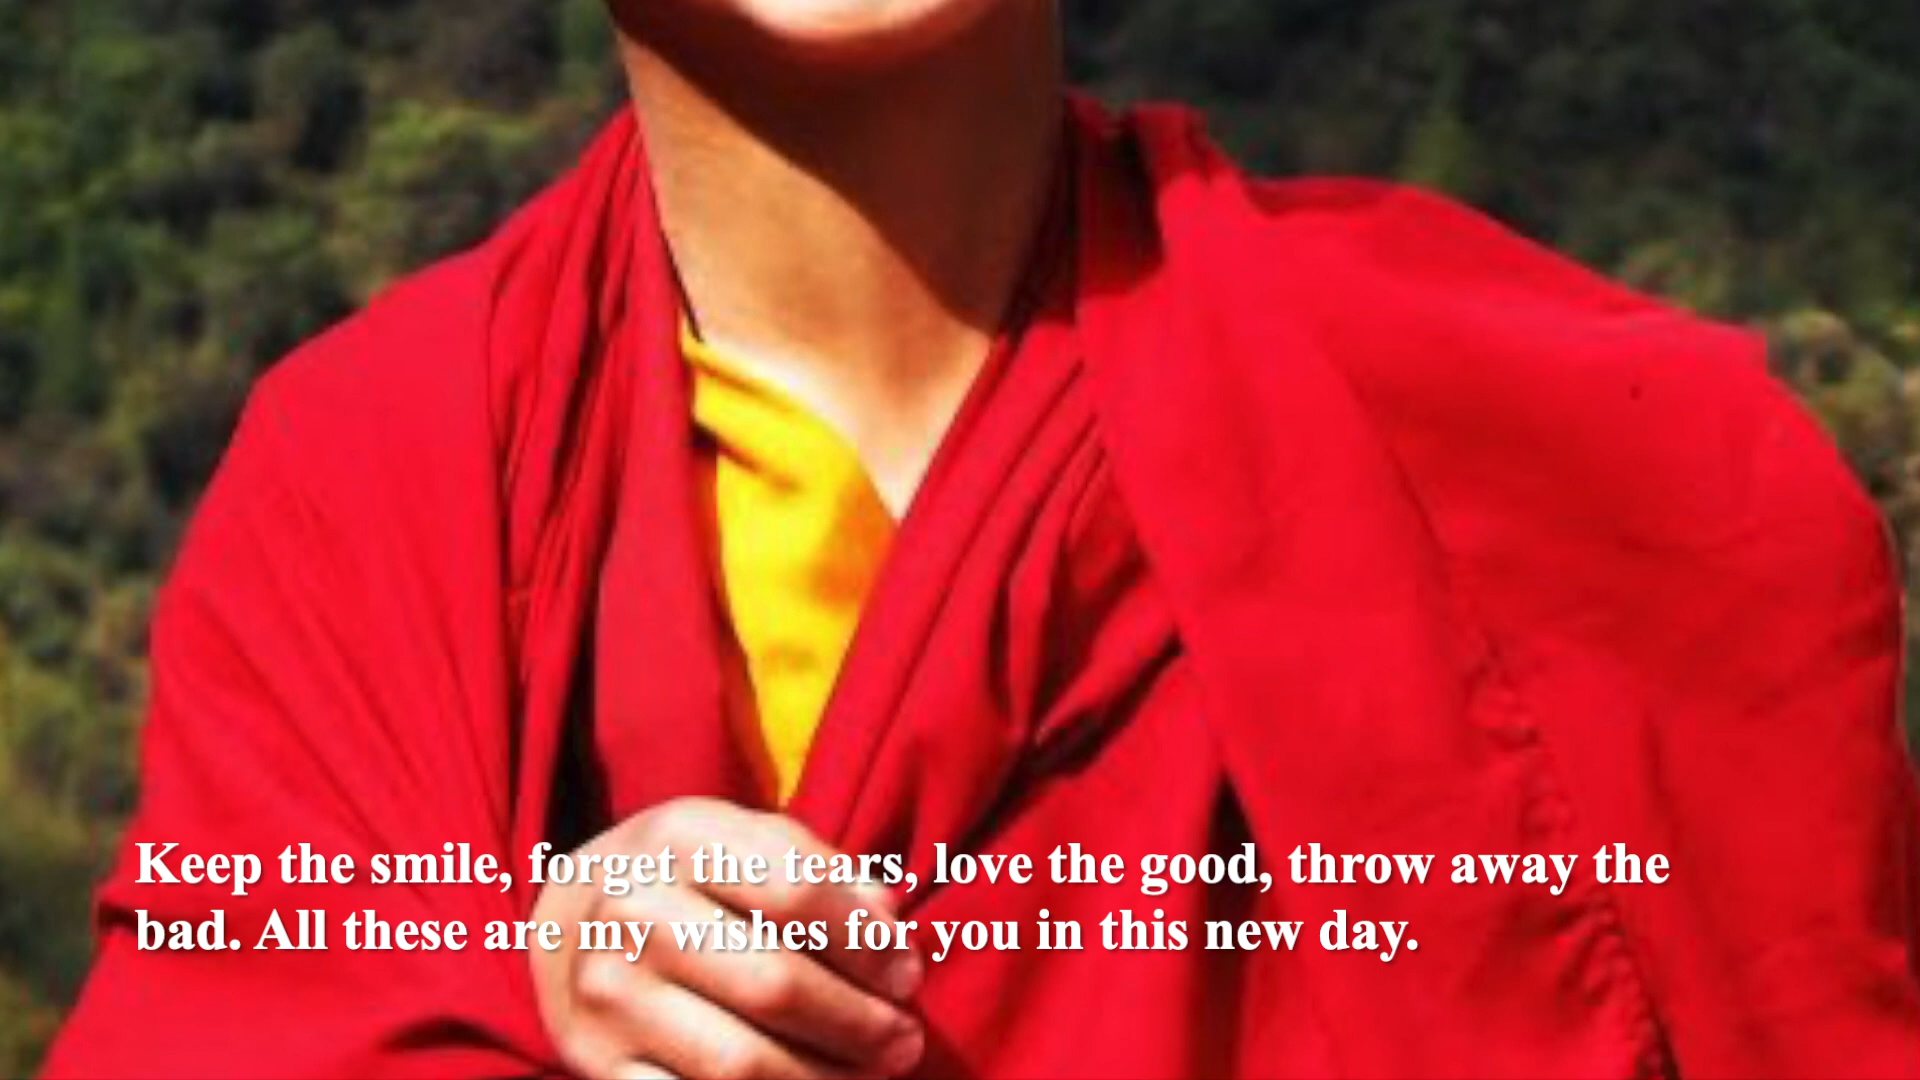 Keep the smile, forget the tears, love the good, throw away the
bad. All these are my wishes for you in this new day.